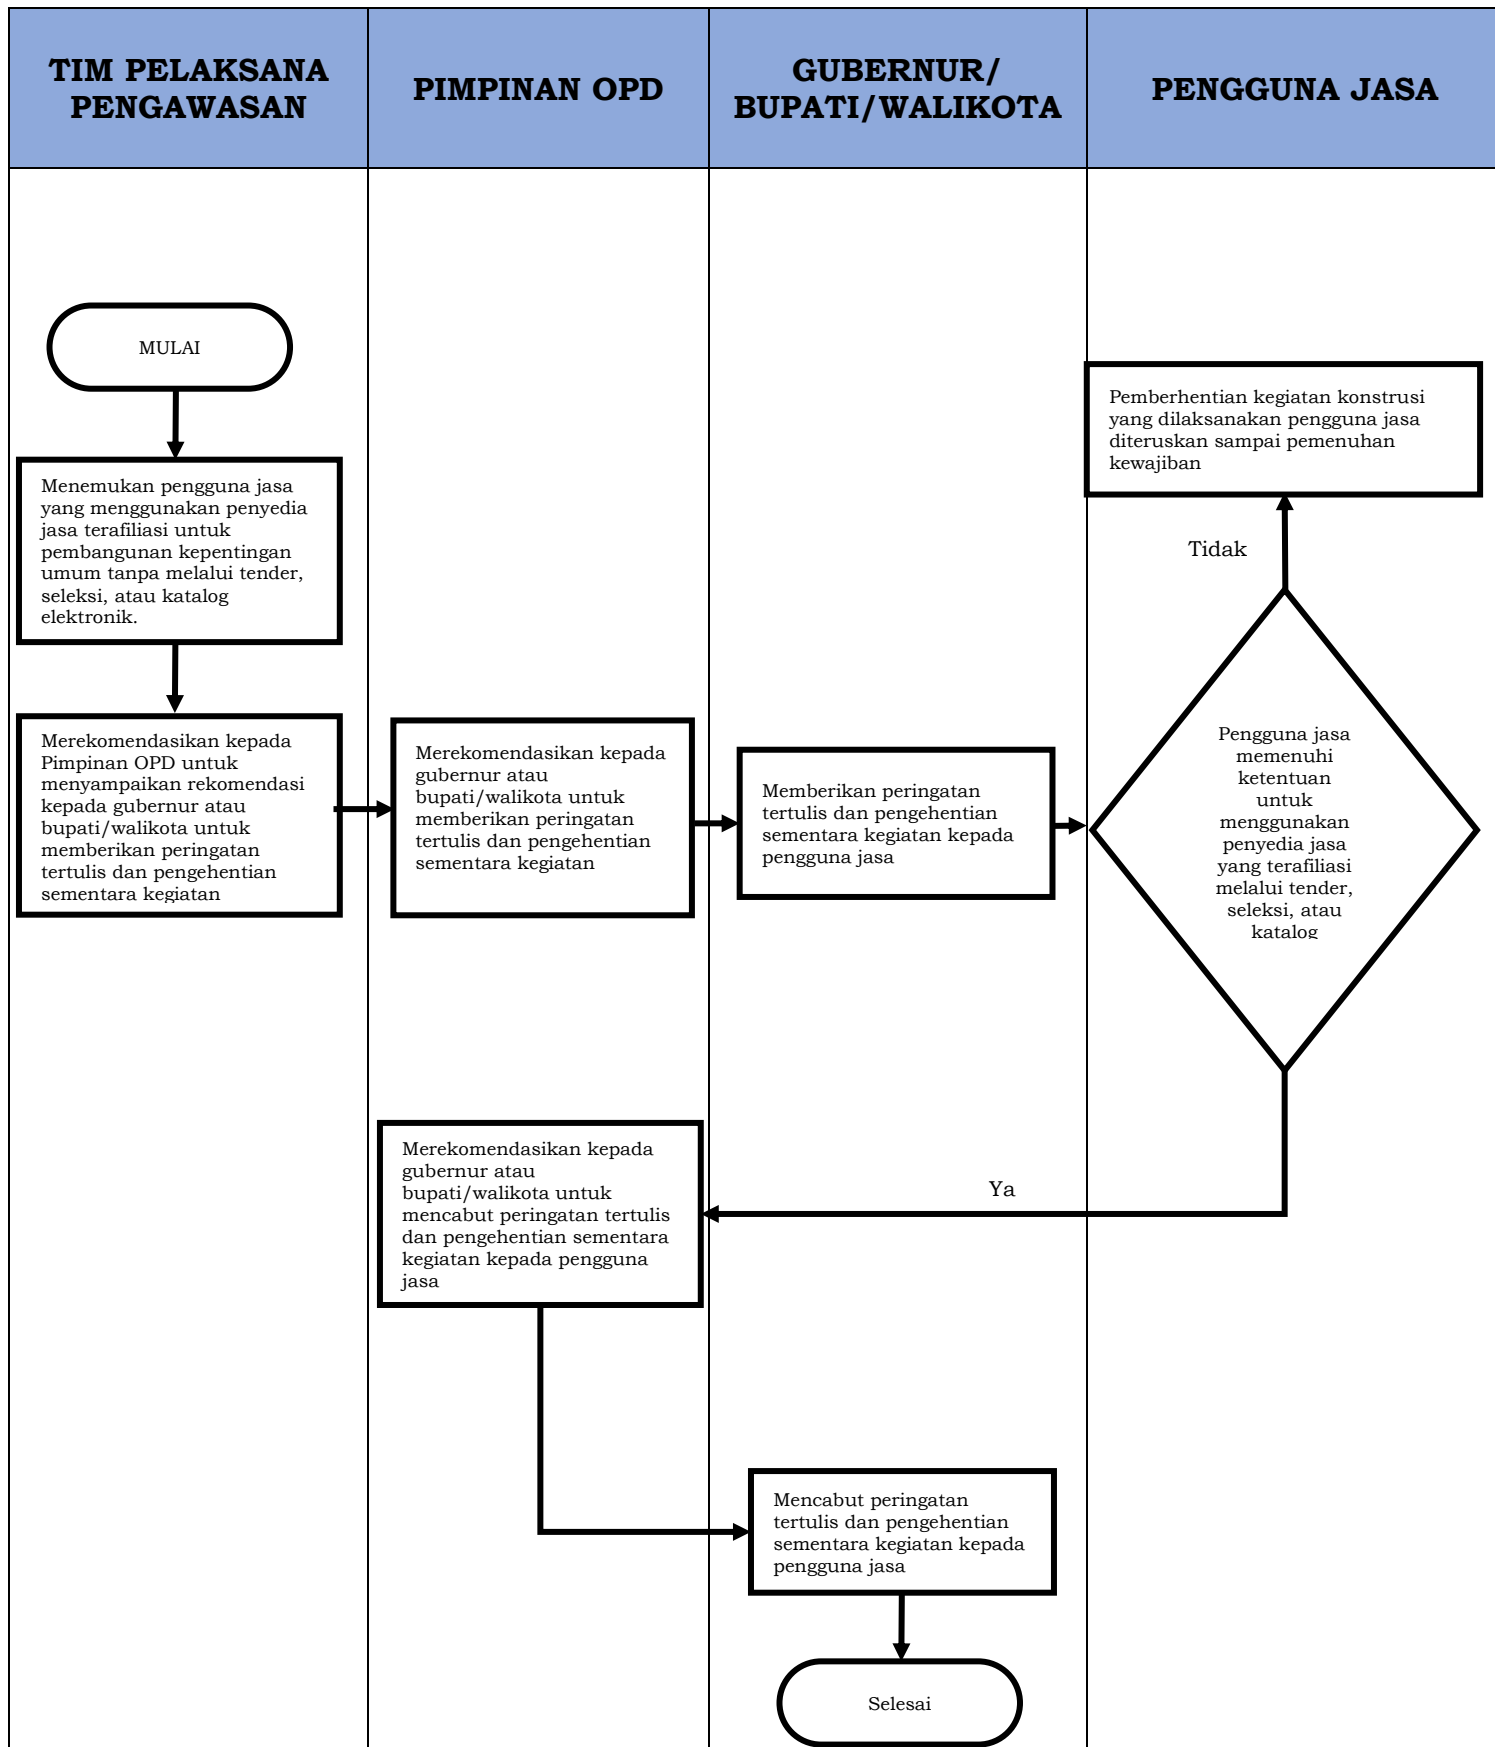 TIM PELAKSANA
PENGAWASAN
PIMPINAN OPD
GUBERNUR/
BUPATI/WALIKOTA
PENGGUNA JASA
MULAI
Menemukan pengguna jasa
yang menggunakan penyedia
jasa terafiliasi untuk
pembangunan kepentingan
umum tanpa melalui tender,
seleksi, atau katalog
elektronik.
Merekomendasikan kepada
Pimpinan OPD untuk
menyampaikan rekomendasi
kepada gubernur atau
bupati/walikota untuk
memberikan peringatan
tertulis dan pengehentian
sementara kegiatan
Merekomendasikan kepada
gubernur atau
bupati/walikota untuk
memberikan peringatan
tertulis dan pengehentian
sementara kegiatan
Memberikan peringatan
tertulis dan pengehentian
sementara kegiatan kepada
pengguna jasa
Pengguna jasa
memenuhi
ketentuan
untuk
menggunakan
penyedia jasa
yang terafiliasi
melalui tender,
seleksi, atau
katalog
Tidak
Pemberhentian kegiatan konstrusi
yang dilaksanakan pengguna jasa
diteruskan sampai pemenuhan
kewajiban
Ya
Merekomendasikan kepada
gubernur atau
bupati/walikota untuk
mencabut peringatan tertulis
dan pengehentian sementara
kegiatan kepada pengguna
jasa
Mencabut peringatan
tertulis dan pengehentian
sementara kegiatan kepada
pengguna jasa
Selesai